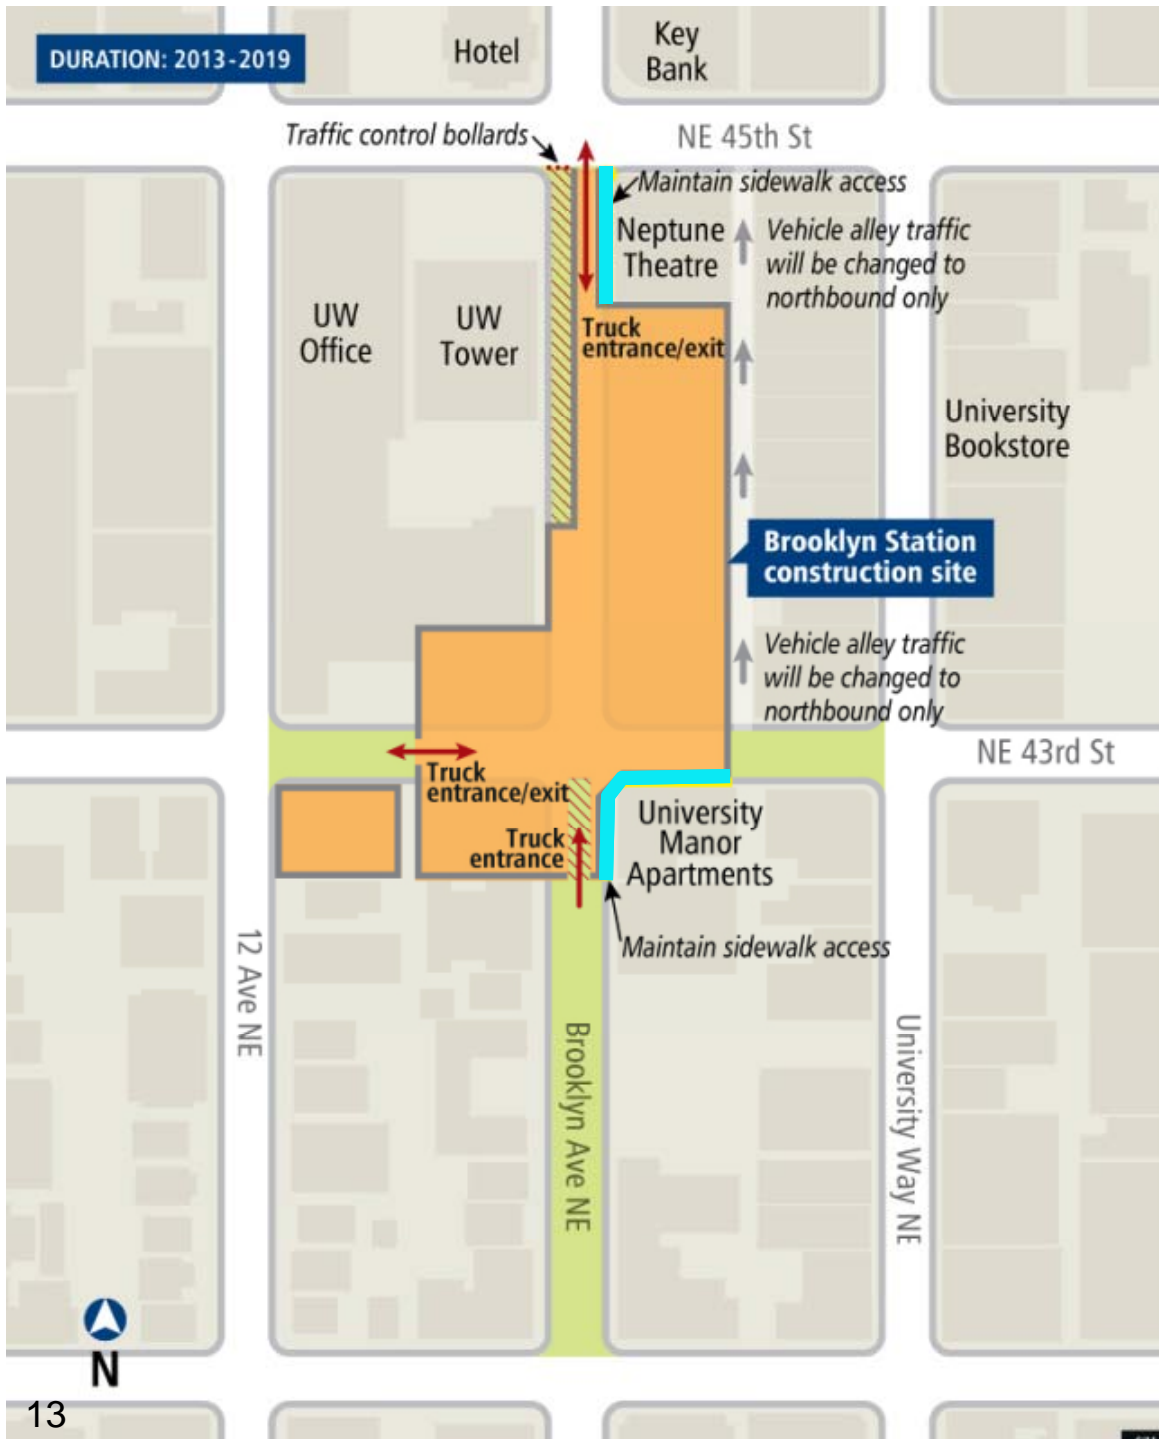 DURATION: 2013-2019
Hotel
Key
Bank
Traffic control bollards
NE 45th St
Maintain sidewalk access
Neptune
Theatre
Vehicle alley traffic
will be changed to
northbound only
UW
Office
UW
Tower
Truck
entrance/exit
University
Bookstore
Brooklyn Station
construction site
Vehicle alley traffic
will be changed to
northbound only
NE 43rd St
Truck
entrance/exit
Truck
entrance
University
Manor
Apartments
Maintain sidewalk access
12 Ave NE
Brooklyn Ave NE
University Way NE
N
13